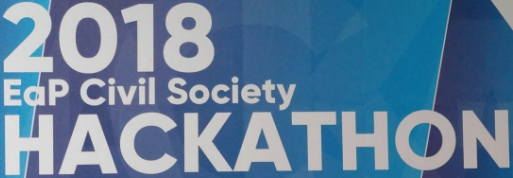 2018
EaP Civil Society
HACKATHON